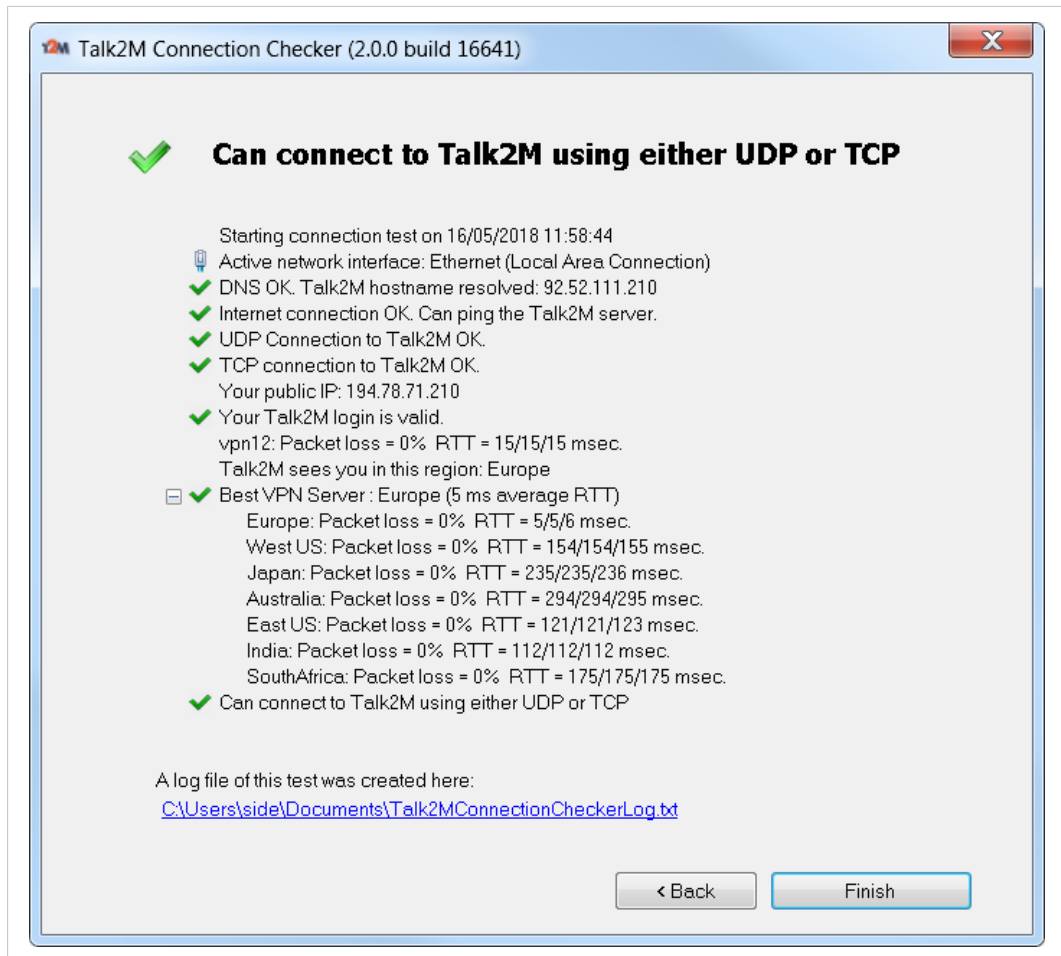 T2M Talk2M Connection Checker (2.0.0 build 16641)
X
Can connect to Talk2M using either UDP or TCP
Starting connection test on 16/05/2018 11:58:44
Active network interface: Ethernet (Local Area Connection)
DNS OK. Talk2M hostname resolved: 92.52.111.210
Internet connection OK. Can ping the Talk2M server.
UDP Connection to Talk2M OK.
TCP connection to Talk2M OK.
Your public IP: 194.78.71.210
Your Talk2M login is valid.
vpn12: Packet loss = 0% RTT = 15/15/15 msec.
Talk2M sees you in this region: Europe
Best VPN Server : Europe (5 ms average RTT)
Europe: Packet loss = 0% RTT = 5/5/6 msec.
West US: Packet loss = 0% RTT = 154/154/155 msec.
Japan: Packet loss = 0% RTT = 235/235/236 msec.
Australia: Packet loss = 0% RTT = 294/294/295 msec.
East US: Packet loss = 0% RTT = 121/121/123 msec.
India: Packet loss = 0% RTT = 112/112/112 msec.
SouthAfrica: Packet loss = 0% RTT = 175/175/175 msec.
Can connect to Talk2M using either UDP or TCP
A log file of this test was created here:
C:\Users\side\Documents\Talk2MConnectionCheckerLog.txt
< Back
Finish